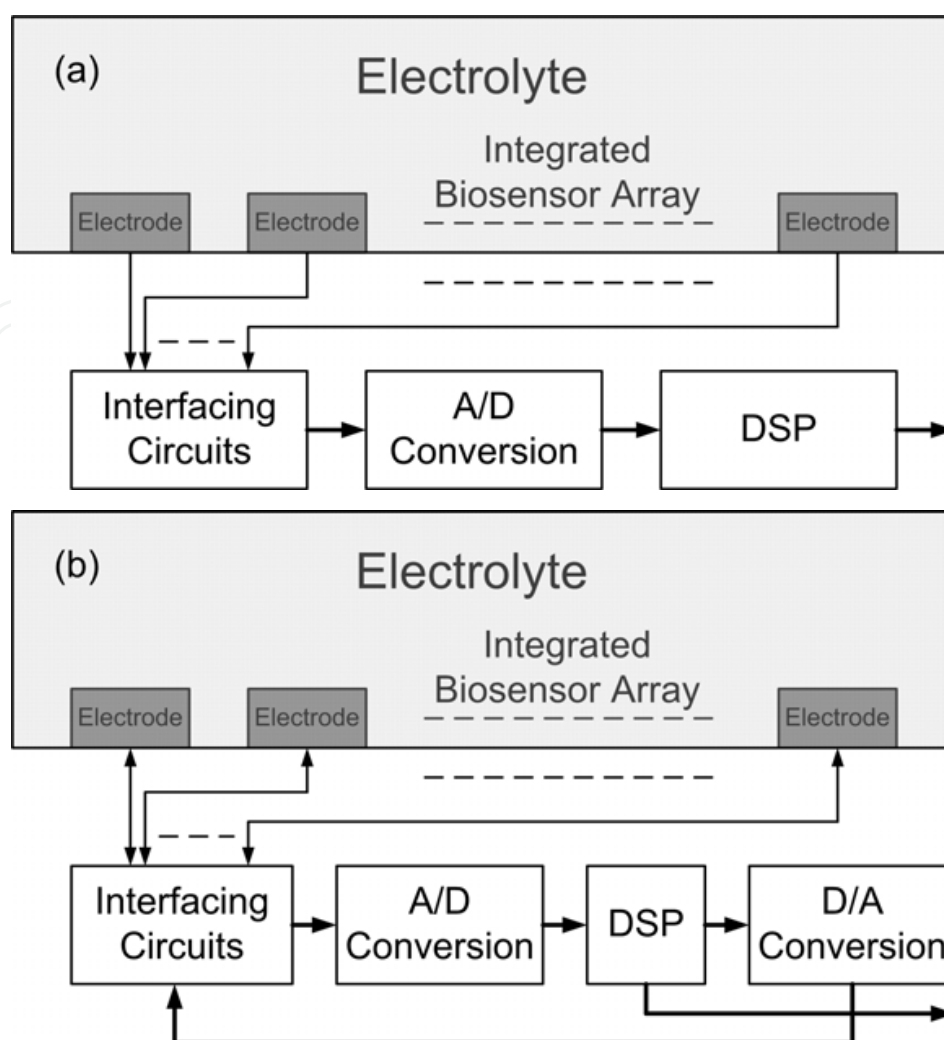 (a)
Electrolyte
Integrated
Biosensor Array
Electrode
Electrode
Electrode
Interfacing
Circuits
A/D
Conversion
DSP
(b)
Electrolyte
Integrated
Biosensor Array
Electrode
Electrode
Electrode
Interfacing
Circuits
A/D
Conversion
DSP
D/A
Conversion